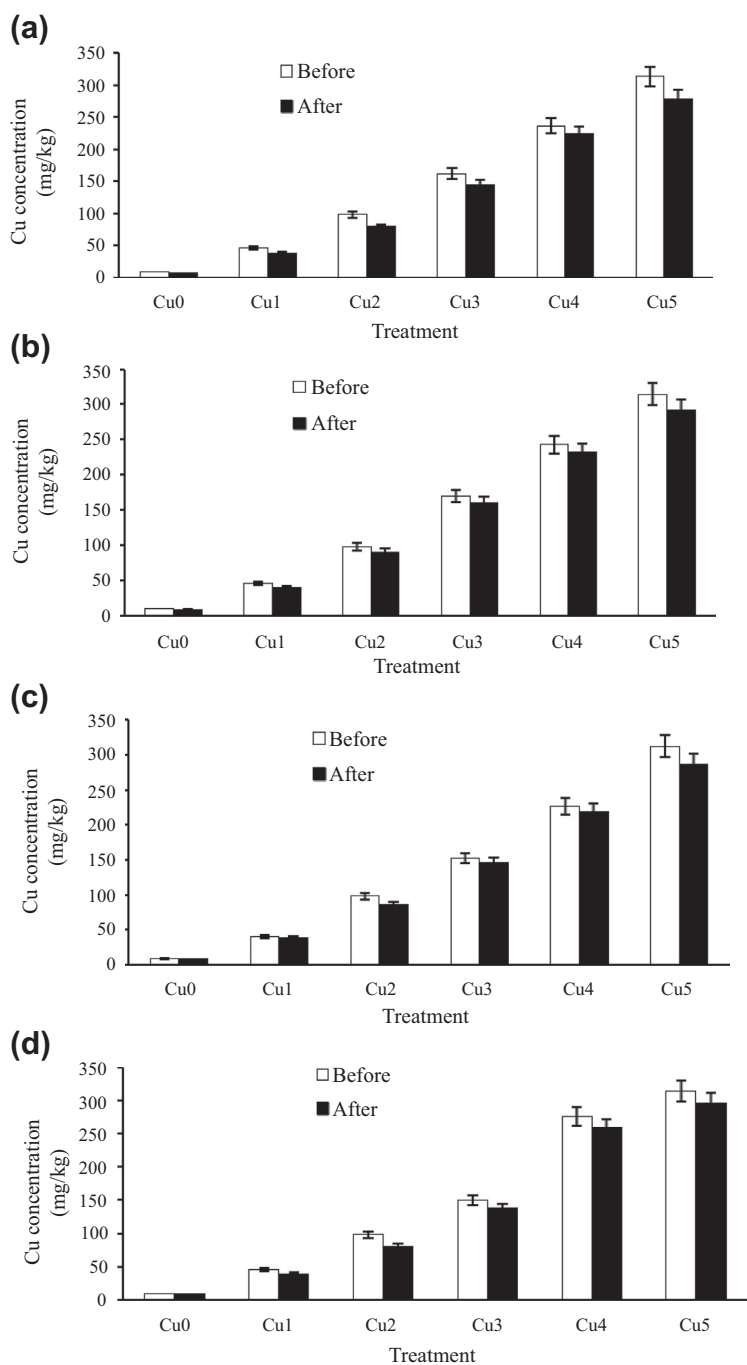 (a)
350
300
250
200
150
100
50
0
Cu concentration
(mg/kg)
Before
After
Cu0 Cu1 Cu2 Cu3 Cu4 Cu5
Treatment
(b)
350
300
250
200
150
100
50
0
Cu concentration
(mg/kg)
Before
After
Cu0 Cu1 Cu2 Cu3 Cu4 Cu5
Treatment
(c)
350
300
250
200
150
100
50
0
Cu concentration
(mg/kg)
Before
After
Cu0 Cu1 Cu2 Cu3 Cu4 Cu5
Treatment
(d)
350
300
250
200
150
100
50
0
Cu concentration
(mg/kg)
Before
After
Cu0 Cu1 Cu2 Cu3 Cu4 Cu5
Treatment